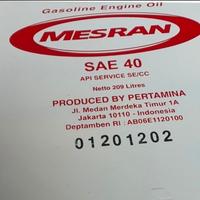 Gasoline Engine Oil
MESRAN
SAE 40
API SERVICE SE/CC
Netto 209 Litres
PRODUCED BY PERTAMINA
Jl. Medan Merdeka Timur 1A
Jakarta 10110 - Indonesia
Deptamben RI : AB06E1120100
01201202